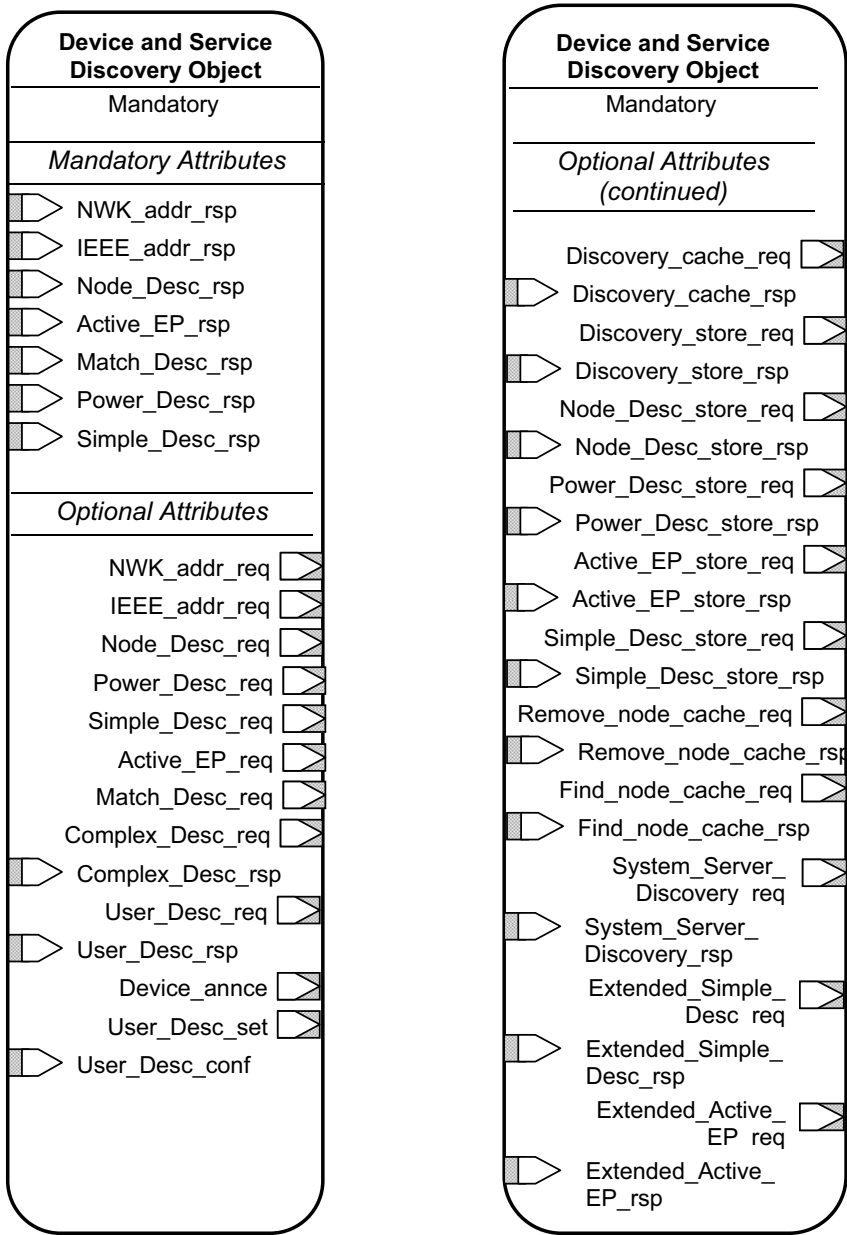 Device and Service
Discovery Object
Mandatory
Mandatory Attributes
NWK_addr_rsp
IEEE_addr_rsp
Node_Desc_rsp
Active_EP_rsp
Match_Desc_rsp
Power_Desc_rsp
Simple_Desc_rsp
Optional Attributes
NWK_addr_req
IEEE_addr_req
Node_Desc_req
Power_Desc_req
Simple_Desc_req
Active_EP_req
Match_Desc_req
Complex_Desc_req
Complex_Desc_rsp
User_Desc_req
User_Desc_rsp
Device_annce
User_Desc_set
User_Desc_conf
Device and Service
Discovery Object
Mandatory
Optional Attributes
(continued)
Discovery_cache_req
Discovery_cache_rsp
Discovery_store_req
Discovery_store_rsp
Node_Desc_store_req
Node_Desc_store_rsp
Power_Desc_store_req
Power_Desc_store_rsp
Active_EP_store_req
Active_EP_store_rsp
Simple_Desc_store_req
Simple_Desc_store_rsp
Remove_node_cache_req
Remove_node_cache_rsp
Find_node_cache_req
Find_node_cache_rsp
System_Server_
Discovery req
System_Server_
Discovery_rsp
Extended_Simple_
Desc req
Extended_Simple_
Desc_rsp
Extended_Active_
EP req
Extended_Active_
EP_rsp